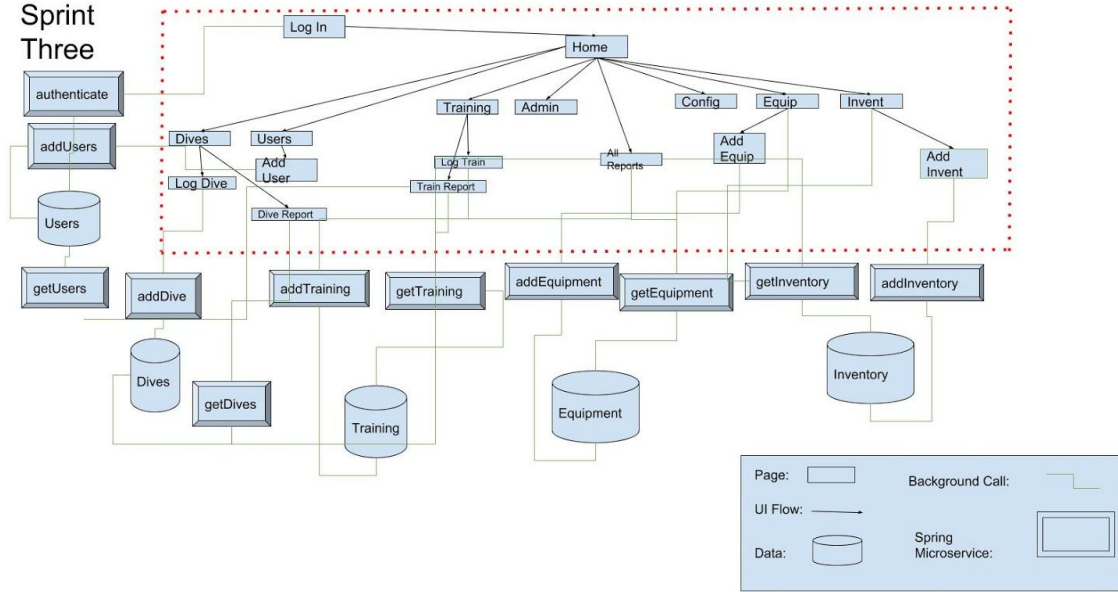 Sprint
Three
Log In
Home
authenticate
Training
Admin
Config
Equip
Invent
addUsers
Dives
Users
Add
Equip
Log Train
All
Reports
Add
User
Add
Invent
Log Dive
Train Report
Users
Dive Report
getUsers
addDive
addTraining
getTraining
addEquipment
getEquipment
getInventory
addInventory
Dives
getDives
Training
Equipment
Inventory
Page:
Background Call:
UI Flow:
Data:
Spring
Microservice: